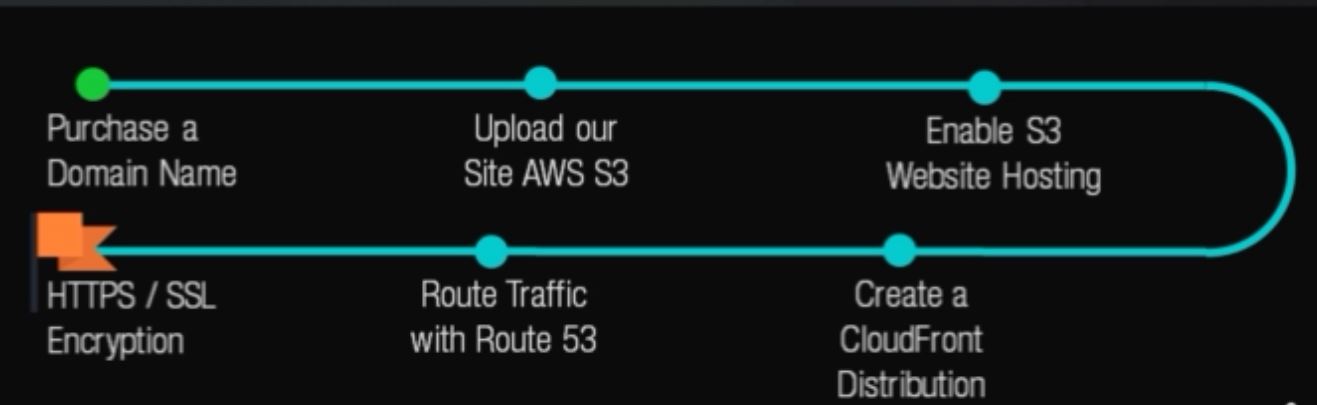 Purchase a
Domain Name
Upload our
Site AWS S3
Enable S3
Website Hosting
Create a
CloudFront
Distribution
Route Traffic
with Route 53
HTTPS / SSL
Encryption